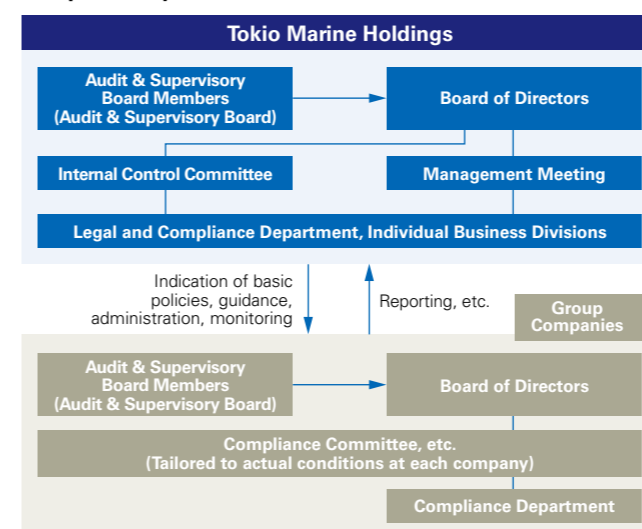 Tokio Marine Holdings
Audit & Supervisory
Board Members
(Audit & Supervisory Board)
Board of Directors
Internal Control Committee
Management Meeting
Legal and Compliance Department, Individual Business Divisions
Indication of basic
policies, guidance,
administration, monitoring
Reporting, etc.
Group
Companies
Audit & Supervisory
Board Members
(Audit & Supervisory Board)
Board of Directors
Compliance Committee, etc.
(Tailored to actual conditions at each company)
Compliance Department